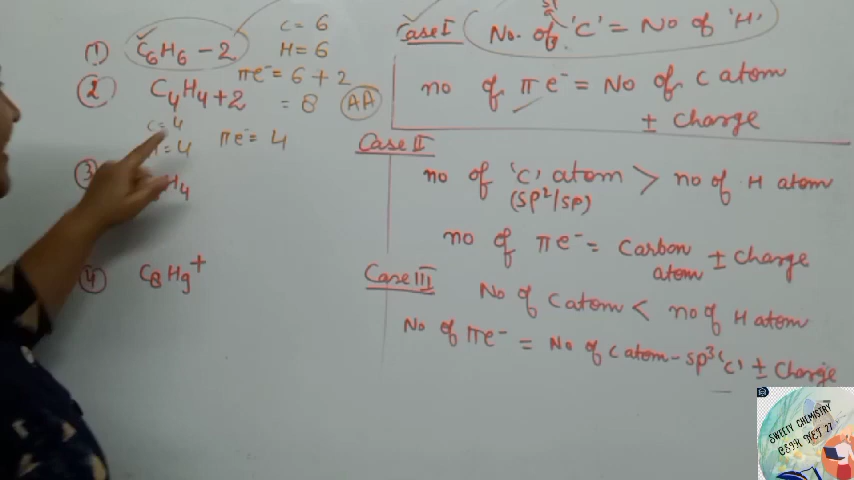 ① C6H6 - 2
C = 6
H = 6
πe⁻ = 6 + 2
= 8 (AA)
② C4H4 + 2
C = 4
= 4
πe⁻ = 4
③ H4
④ C8H9⁺
Case I
No. of 'C' = No of 'H'
no of πe⁻ = No of C atom
± charge
Case II
no of 'C' atom > no of H atom
(SP²/SP)
no of πe⁻ = Carbon atom ± Charge
Case III
No of C atom < no of H atom
No of πe⁻ = No of C atom - SP³ 'C' ± Charge
SWEETY CHEMISTRY
CSIR NET 27